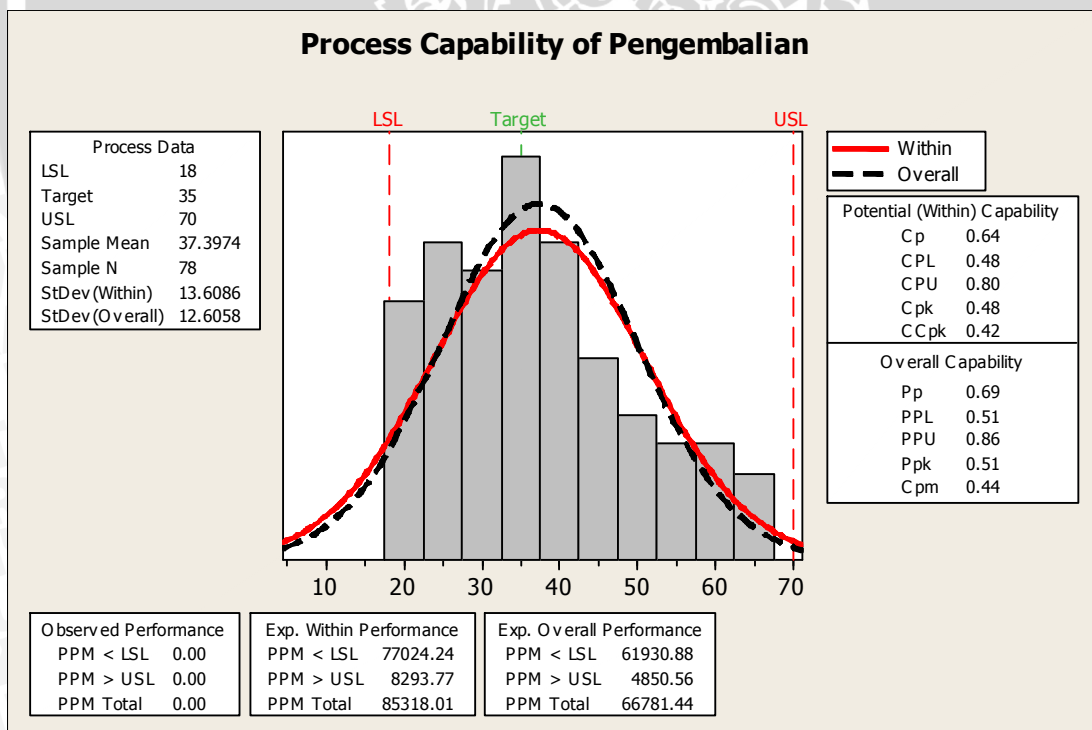 Process Capability of Pengembalian
LSL Target USL
Process Data
LSL 18
Target 35
USL 70
Sample Mean 37.3974
Sample N 78
StDev(Within) 13.6086
StDev(Overall) 12.6058
Within
Overall
Potential (Within) Capability
Cp 0.64
CPL 0.48
CPU 0.80
Cpk 0.48
CCpk 0.42
Overall Capability
Pp 0.69
PPL 0.51
PPU 0.86
Ppk 0.51
Cpm 0.44
10 20 30 40 50 60 70
Observed Performance
PPM < LSL 0.00
PPM > USL 0.00
PPM Total 0.00
Exp. Within Performance
PPM < LSL 77024.24
PPM > USL 8293.77
PPM Total 85318.01
Exp. Overall Performance
PPM < LSL 61930.88
PPM > USL 4850.56
PPM Total 66781.44